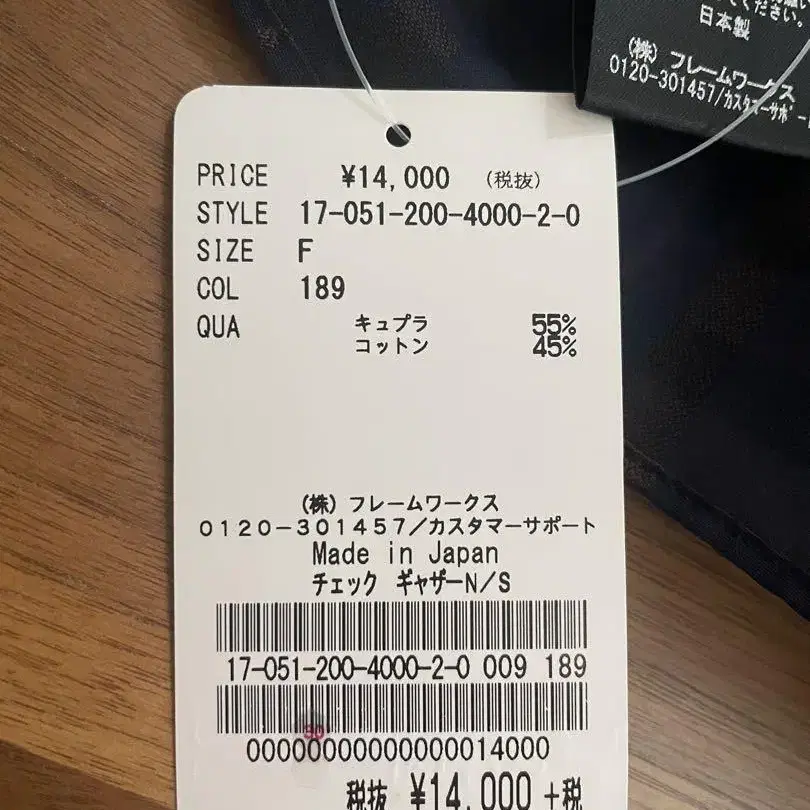 てください。
日本製
(株) フレームワークス
0120-301457/カスタマーサポー
PRICE ¥14,000 (税抜)
STYLE 17-051-200-4000-2-0
SIZE F
COL 189
QUA キュプラ 55%
コットン 45%
(株) フレームワークス
0120-301457/カスタマーサポート
Made in Japan
チェック ギャザーN/S
17-051-200-4000-2-0 009 189
30
00000000000000014000
税抜 ¥14,000 +税